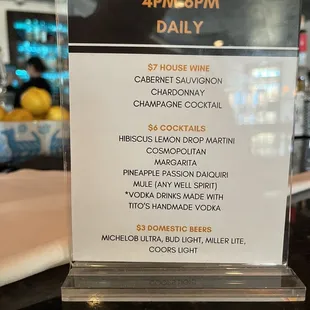 4PM-6PM
DAILY
$7 HOUSE WINE
CABERNET SAUVIGNON
CHARDONNAY
CHAMPAGNE COCKTAIL
$6 COCKTAILS
HIBISCUS LEMON DROP MARTINI
COSMOPOLITAN
MARGARITA
PINEAPPLE PASSION DAIQUIRI
MULE (ANY WELL SPIRIT)
*VODKA DRINKS MADE WITH
TITO'S HANDMADE VODKA
$3 DOMESTIC BEERS
MICHELOB ULTRA, BUD LIGHT, MILLER LITE,
COORS LIGHT